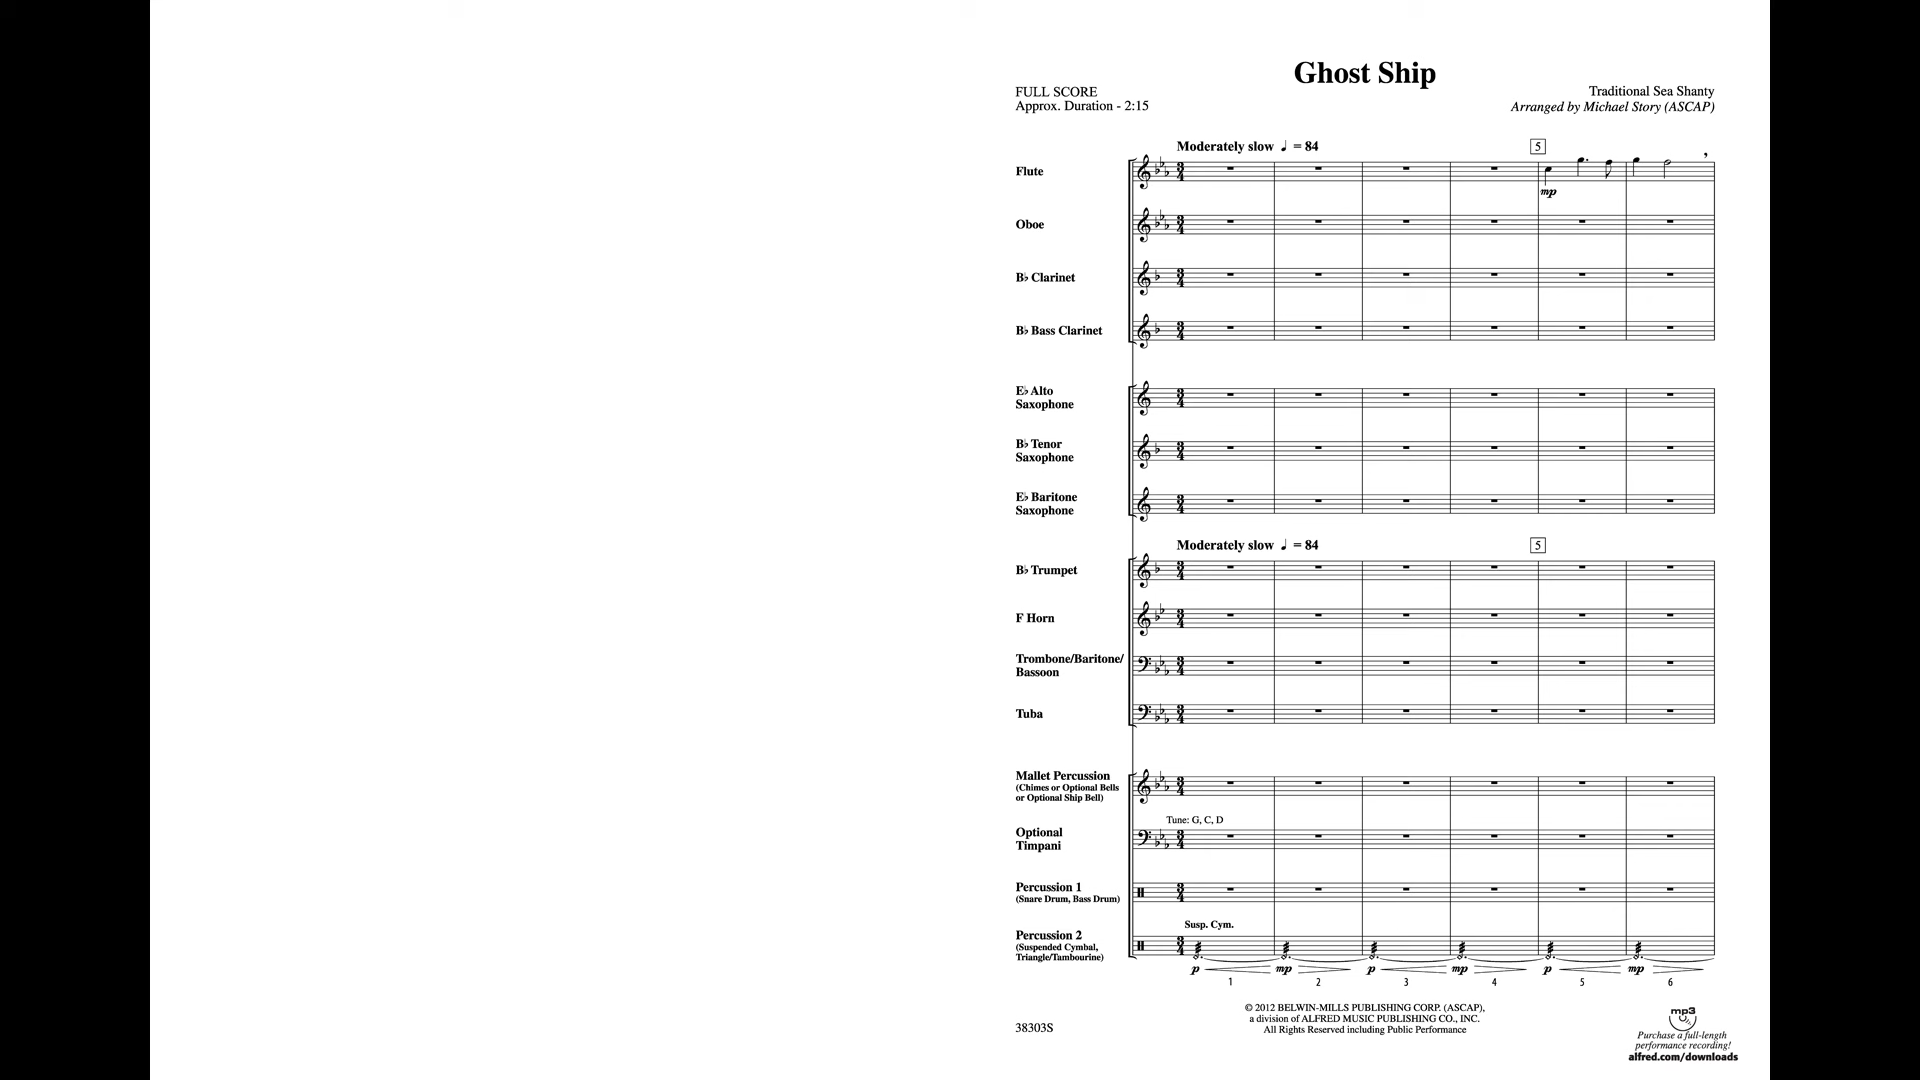 Ghost Ship
FULL SCORE
Approx. Duration - 2:15
Traditional Sea Shanty
Arranged by Michael Story (ASCAP)
Moderately slow ♩ = 84
5
Flute
mp
Oboe
B♭ Clarinet
B♭ Bass Clarinet
E♭ Alto
Saxophone
B♭ Tenor
Saxophone
E♭ Baritone
Saxophone
Moderately slow ♩ = 84
5
B♭ Trumpet
F Horn
Trombone/Baritone/
Bassoon
Tuba
Mallet Percussion
(Chimes or Optional Bells
or Optional Ship Bell)
Tune: G, C, D
Optional
Timpani
Percussion 1
(Snare Drum, Bass Drum)
Susp. Cym.
Percussion 2
(Suspended Cymbal,
Triangle/Tambourine)
p mp p mp p mp
1 2 3 4 5 6
© 2012 BELWIN-MILLS PUBLISHING CORP. (ASCAP),
a division of ALFRED MUSIC PUBLISHING CO., INC.
All Rights Reserved including Public Performance
38303S
mp3
Purchase a full-length
performance recording!
alfred.com/downloads